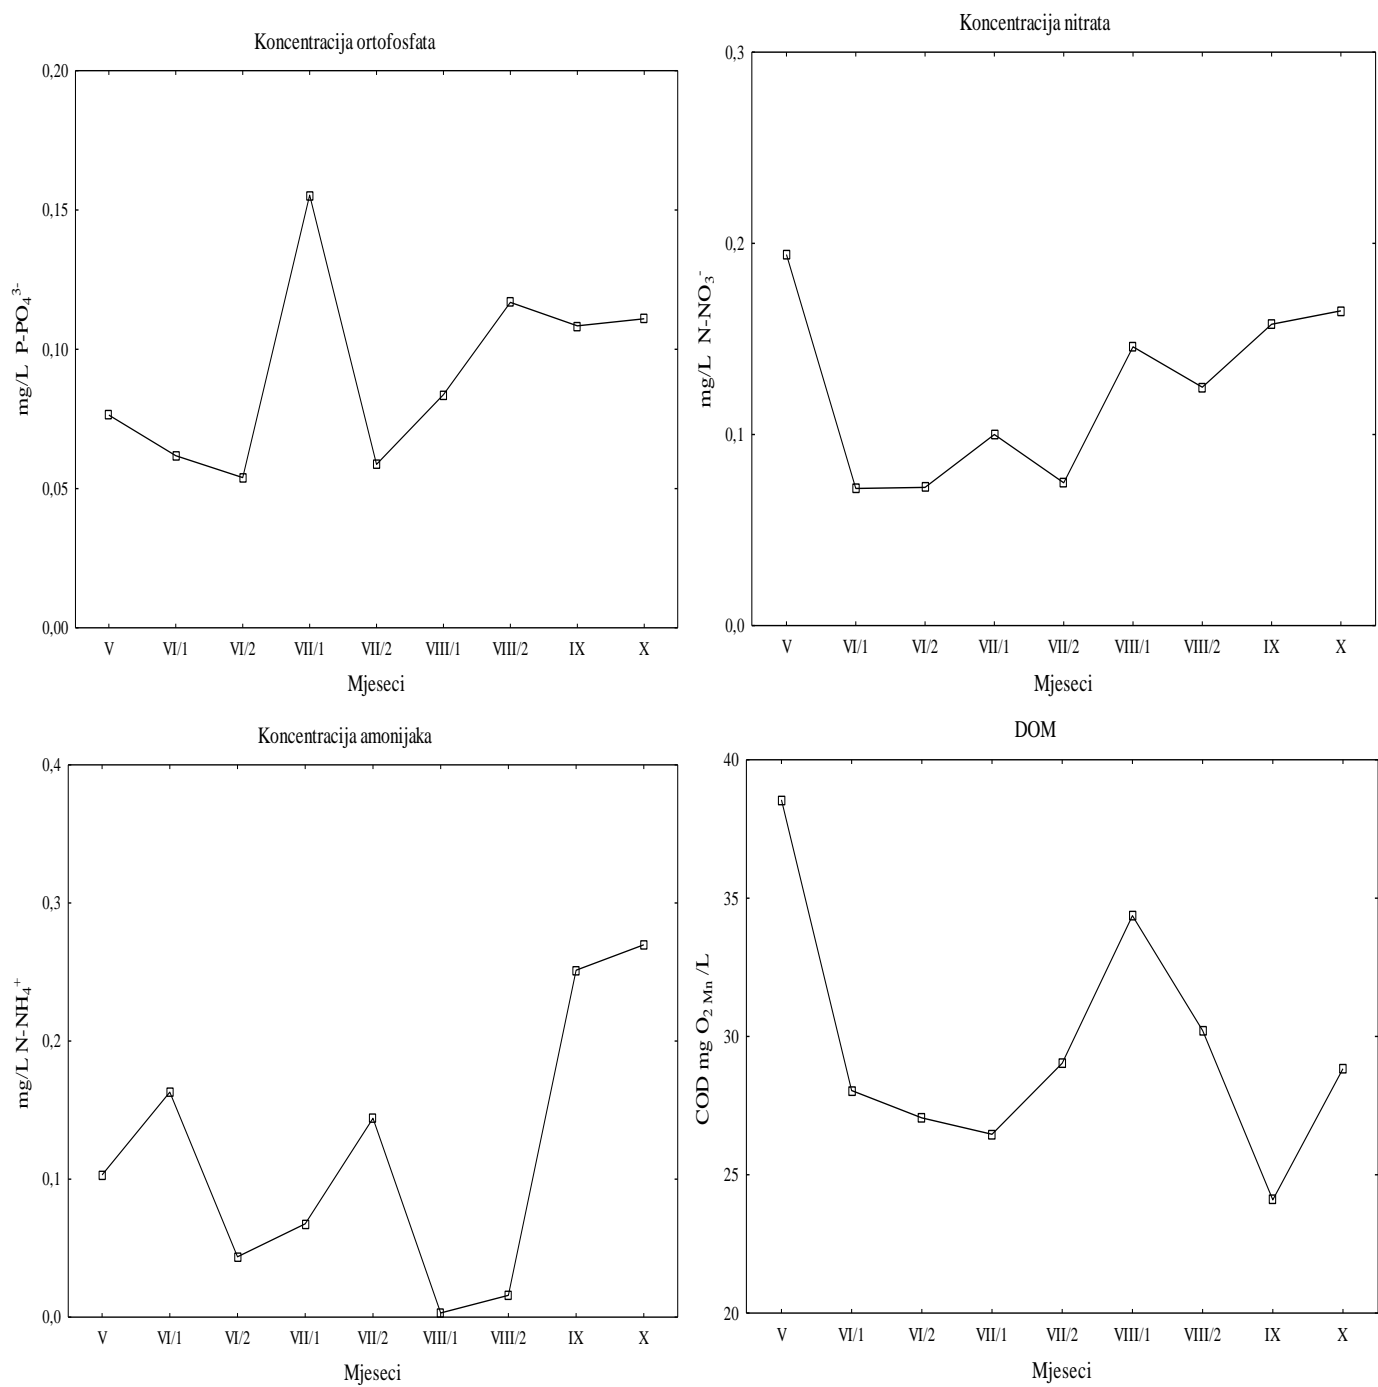 Koncentracija ortofosfata
0,20
0,15
0,10
0,05
0,00
mg/L P-PO₄³⁻
V VI/1 VI/2 VII/1 VII/2 VIII/1 VIII/2 IX X
Mjeseci
Koncentracija nitrata
0,3
0,2
0,1
0,0
mg/L N-NO₃⁻
V VI/1 VI/2 VII/1 VII/2 VIII/1 VIII/2 IX X
Mjeseci
Koncentracija amonijaka
0,4
0,3
0,2
0,1
0,0
mg/L N-NH₄⁺
V VI/1 VI/2 VII/1 VII/2 VIII/1 VIII/2 IX X
Mjeseci
DOM
40
35
30
25
20
COD mg O₂ Mn /L
V VI/1 VI/2 VII/1 VII/2 VIII/1 VIII/2 IX X
Mjeseci